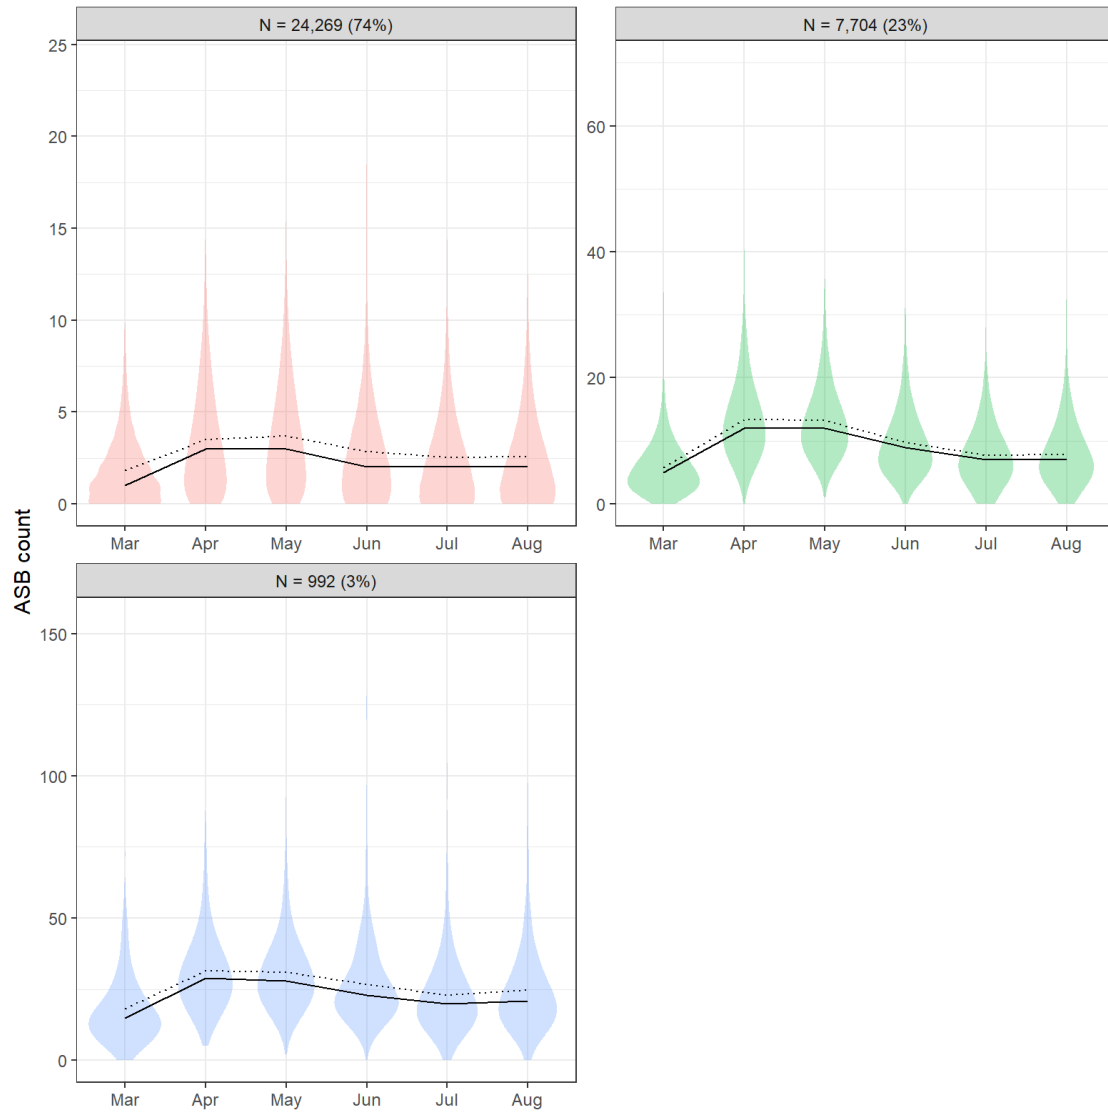 N = 24,269 (74%)
25
20
15
10
5
0
Mar Apr May Jun Jul Aug
N = 7,704 (23%)
60
40
20
0
Mar Apr May Jun Jul Aug
ASB count
N = 992 (3%)
150
100
50
0
Mar Apr May Jun Jul Aug